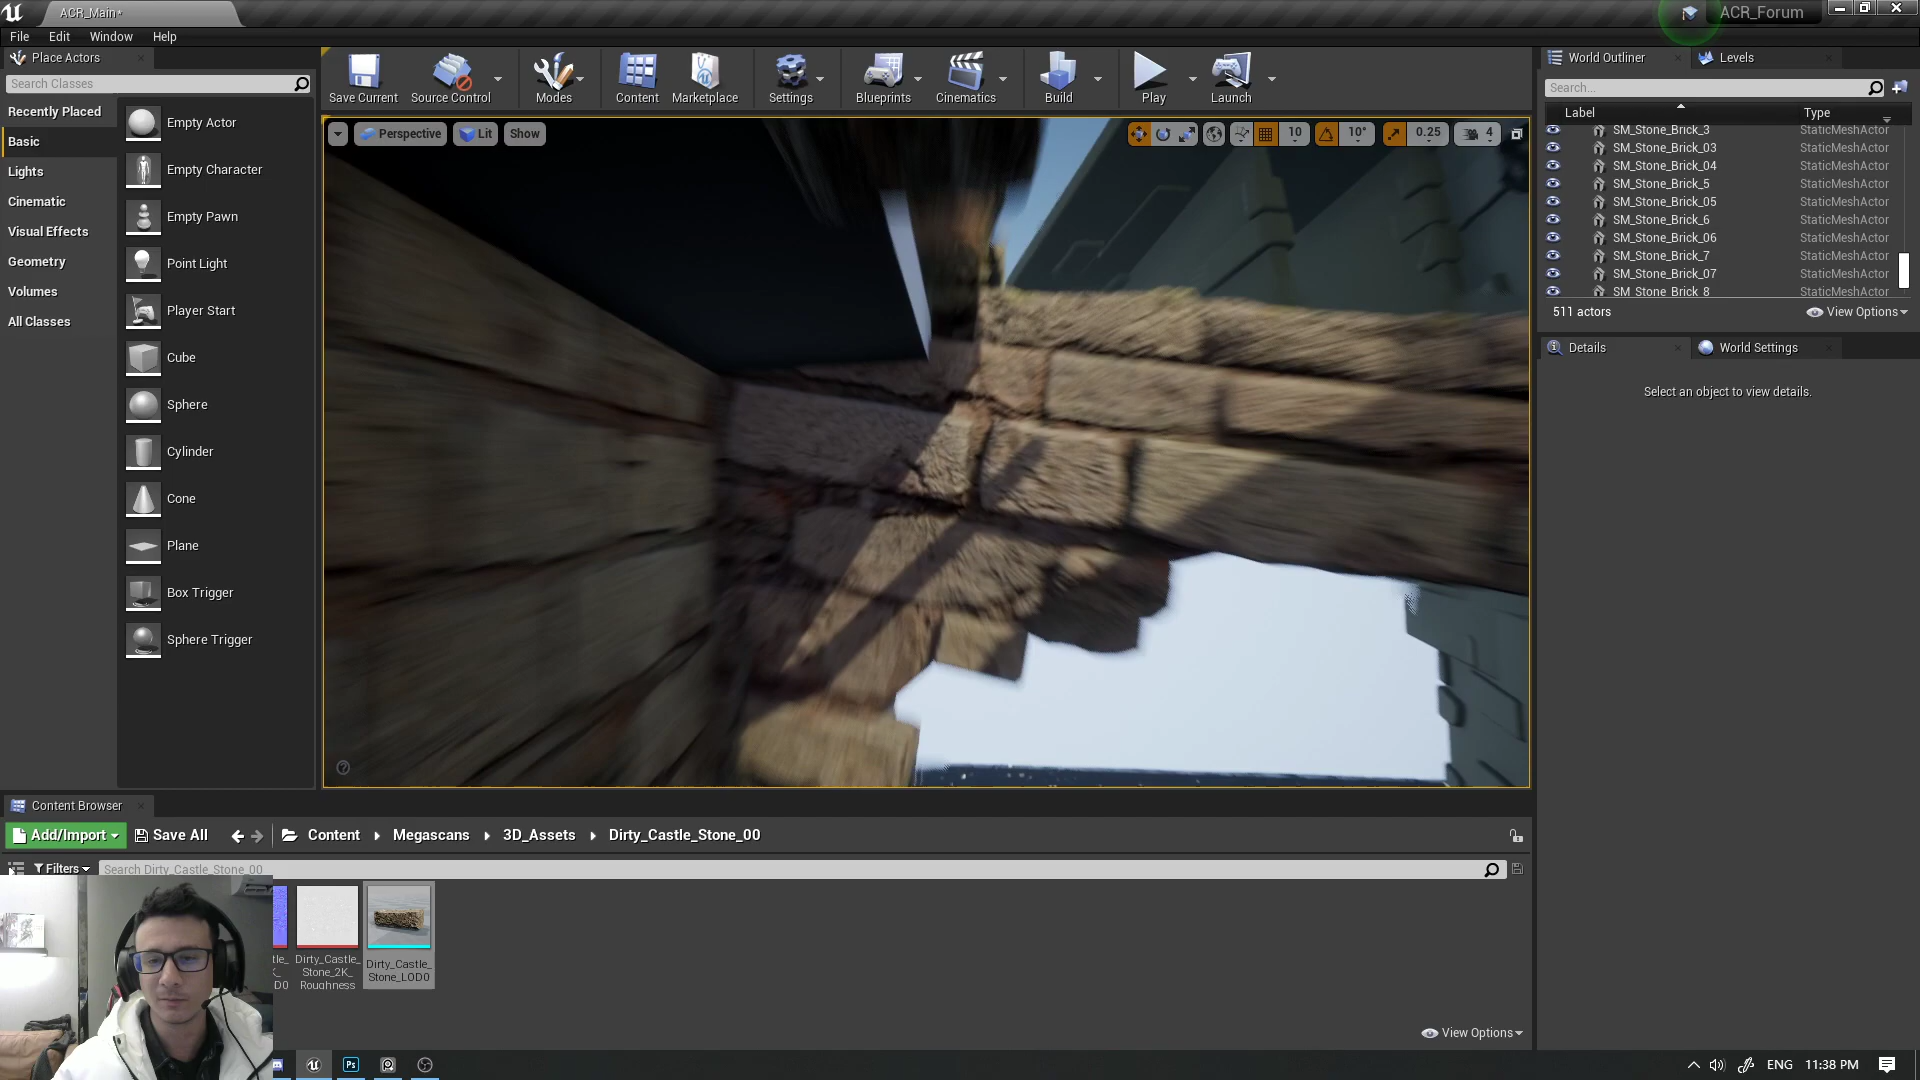 ACR_Main*
ACR_Forum
File Edit Window Help
Place Actors
Search Classes
Recently Placed
Basic
Lights
Cinematic
Visual Effects
Geometry
Volumes
All Classes
Empty Actor
Empty Character
Empty Pawn
Point Light
Player Start
Cube
Sphere
Cylinder
Cone
Plane
Box Trigger
Sphere Trigger
Save Current Source Control Modes Content Marketplace Settings Blueprints Cinematics Build Play Launch
Perspective Lit Show
10 10° 0.25 4
World Outliner Levels
Search...
Label Type
SM_Stone_Brick_3 StaticMeshActor
SM_Stone_Brick_03 StaticMeshActor
SM_Stone_Brick_04 StaticMeshActor
SM_Stone_Brick_5 StaticMeshActor
SM_Stone_Brick_05 StaticMeshActor
SM_Stone_Brick_6 StaticMeshActor
SM_Stone_Brick_06 StaticMeshActor
SM_Stone_Brick_7 StaticMeshActor
SM_Stone_Brick_07 StaticMeshActor
SM_Stone_Brick_8 StaticMeshActor
511 actors View Options
Details World Settings
Select an object to view details.
Content Browser
Add/Import Save All Content Megascans 3D_Assets Dirty_Castle_Stone_00
Filters Search Dirty_Castle_Stone_00
tle_
D0
Dirty_Castle_
Stone_2K_
Roughness
Dirty_Castle_
Stone_LOD0
View Options
Ps
ENG 11:38 PM